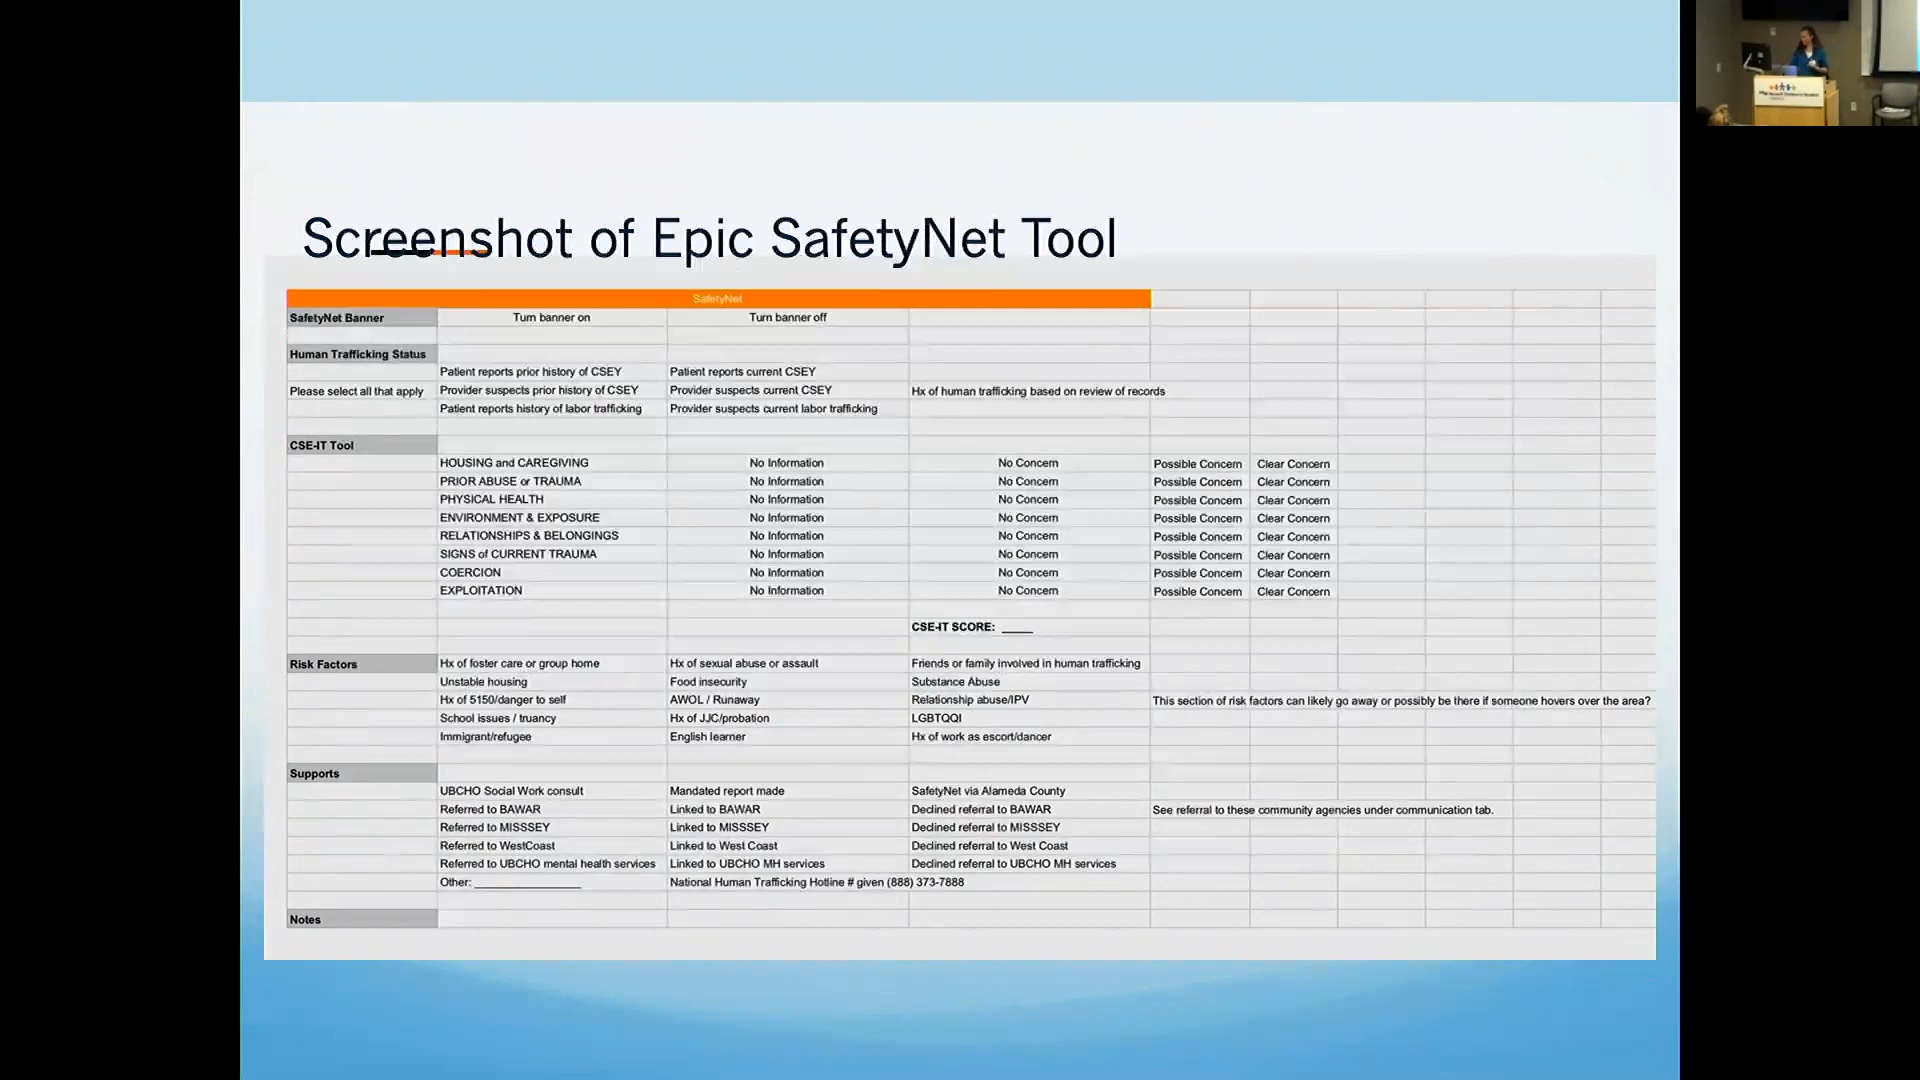 Screenshot of Epic SafetyNet Tool
SafetyNet
SafetyNet Banner Turn banner on Turn banner off
Human Trafficking Status
Patient reports prior history of CSEY Patient reports current CSEY
Please select all that apply Provider suspects prior history of CSEY Provider suspects current CSEY Hx of human trafficking based on review of records
Patient reports history of labor trafficking Provider suspects current labor trafficking
CSE-IT Tool
HOUSING and CAREGIVING No Information No Concern Possible Concern Clear Concern
PRIOR ABUSE or TRAUMA No Information No Concern Possible Concern Clear Concern
PHYSICAL HEALTH No Information No Concern Possible Concern Clear Concern
ENVIRONMENT & EXPOSURE No Information No Concern Possible Concern Clear Concern
RELATIONSHIPS & BELONGINGS No Information No Concern Possible Concern Clear Concern
SIGNS of CURRENT TRAUMA No Information No Concern Possible Concern Clear Concern
COERCION No Information No Concern Possible Concern Clear Concern
EXPLOITATION No Information No Concern Possible Concern Clear Concern
CSE-IT SCORE: _____
Risk Factors Hx of foster care or group home Hx of sexual abuse or assault Friends or family involved in human trafficking
Unstable housing Food insecurity Substance Abuse
Hx of 5150/danger to self AWOL / Runaway Relationship abuse/IPV This section of risk factors can likely go away or possibly be there if someone hovers over the area?
School issues / truancy Hx of JJC/probation LGBTQQI
Immigrant/refugee English learner Hx of work as escort/dancer
Supports
UBCHO Social Work consult Mandated report made SafetyNet via Alameda County
Referred to BAWAR Linked to BAWAR Declined referral to BAWAR See referral to these community agencies under communication tab.
Referred to MISSSEY Linked to MISSSEY Declined referral to MISSSEY
Referred to WestCoast Linked to West Coast Declined referral to West Coast
Referred to UBCHO mental health services Linked to UBCHO MH services Declined referral to UBCHO MH services
Other: _________________ National Human Trafficking Hotline # given (888) 373-7888
Notes